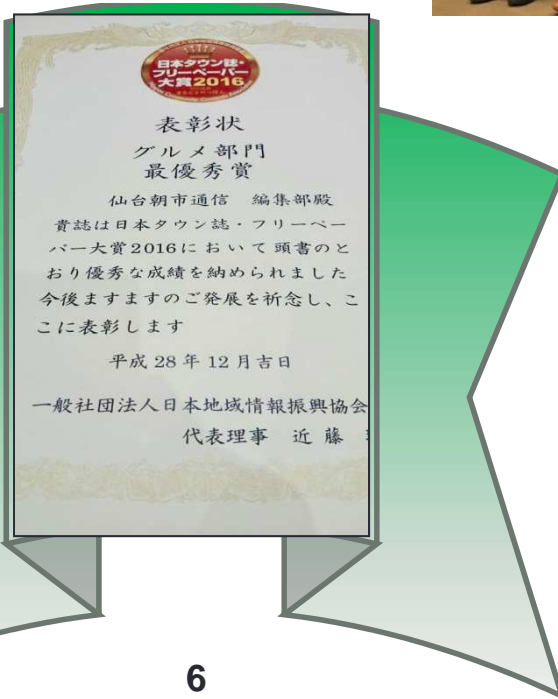 日本タウン誌・
フリーペーパー
大賞2016
表彰状
グルメ部門
最優秀賞
仙台朝市通信 編集部殿
貴誌は日本タウン誌・フリーペー
パー大賞2016において頭書のと
おり優秀な成績を納められました
今後ますますのご発展を祈念し、こ
こに表彰します
平成28年12月吉日
一般社団法人日本地域情報振興協会
代表理事 近藤
6